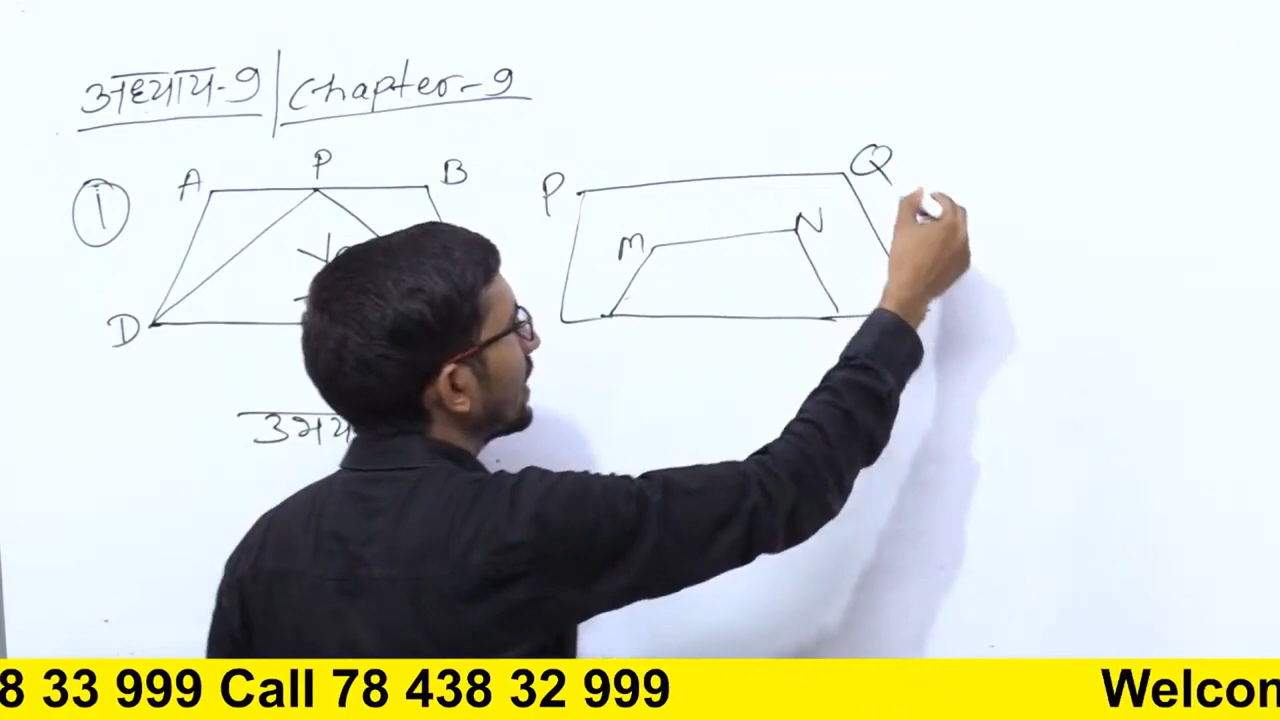 अध्याय-9 | Chapter-9
P
A B
D
①
P Q
M N
8 33 999 Call 78 438 32 999 Welcon